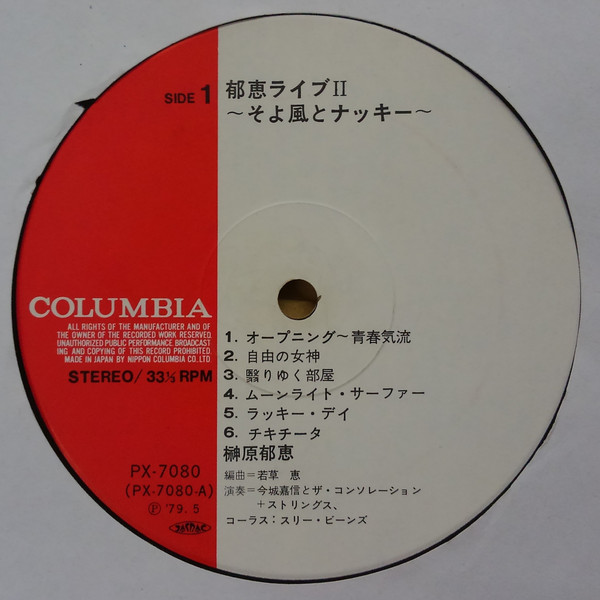 SIDE 1
郁恵ライブII
～そよ風とナッキー～
COLUMBIA
ALL RIGHTS OF THE MANUFACTURER AND OF
THE OWNER OF THE RECORDED WORK RESERVED.
UNAUTHORIZED PUBLIC PERFORMANCE BROADCAST
ING AND COPYING OF THIS RECORD PROHIBITED.
MADE IN JAPAN BY NIPPON COLUMBIA CO. LTD.
STEREO/33⅓RPM
1. オープニング～青春気流
2. 自由の女神
3. 翳りゆく部屋
4. ムーンライト・サーファー
5. ラッキー・デイ
6. チキチータ
榊原郁恵
編曲＝若草 恵
演奏＝今城嘉信とザ・コンソレーション
＋ストリングス、
コーラス：スリー・ビーンズ
PX-7080
(PX-7080-A)
Ⓟ '79.5
JASRAC